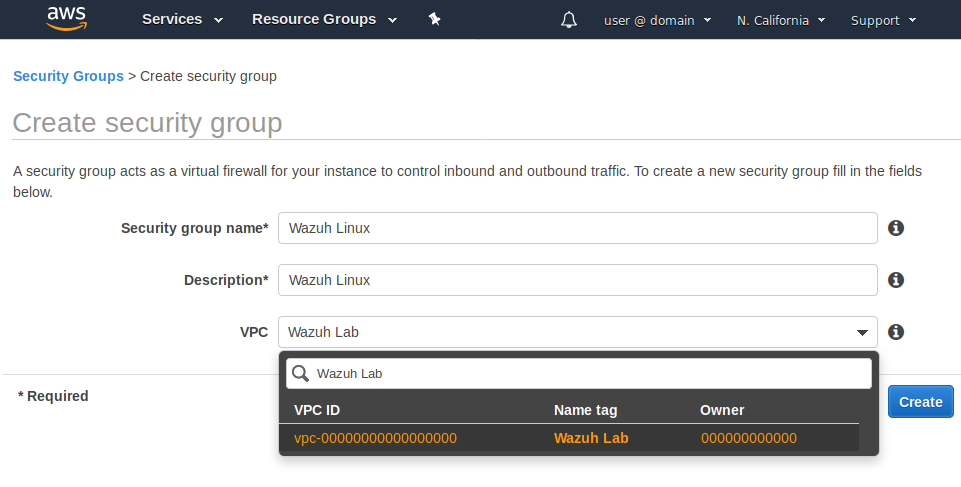 aws Services Resource Groups user @ domain N. California Support
Security Groups > Create security group
Create security group
A security group acts as a virtual firewall for your instance to control inbound and outbound traffic. To create a new security group fill in the fields
below.
Security group name* Wazuh Linux
Description* Wazuh Linux
VPC Wazuh Lab
Wazuh Lab
* Required Create
VPC ID Name tag Owner
vpc-00000000000000000 Wazuh Lab 000000000000